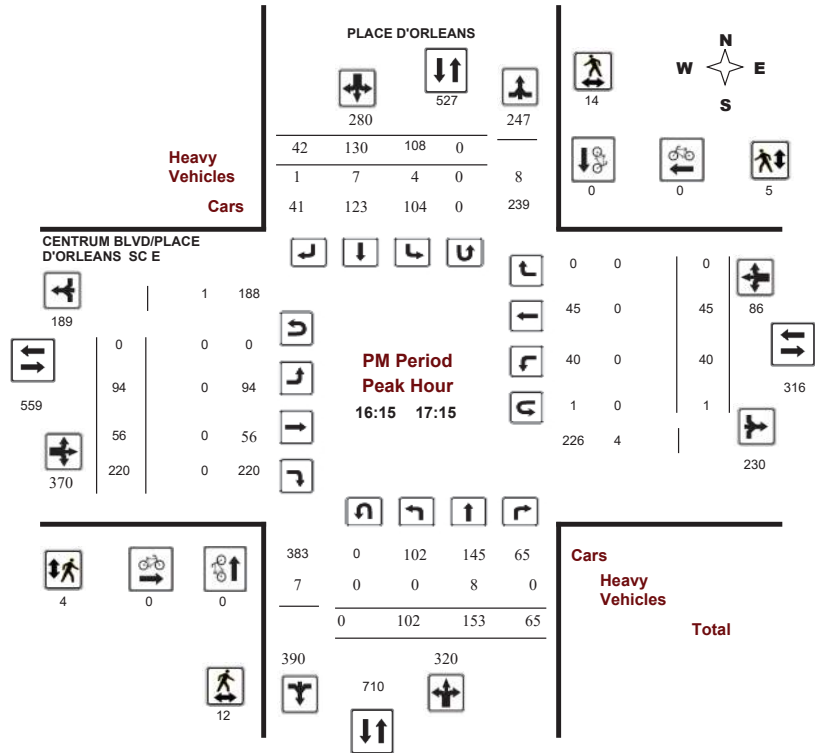 PLACE D'ORLEANS
N
W E
S
527
14
280 247
42 130 108 0
Heavy
Vehicles
1 7 4 0 8
Cars
41 123 104 0 239
0 0 5
CENTRUM BLVD/PLACE
D'ORLEANS SC E
1 188
189
0 0 0
94 0 94
559
56 0 56
220 0 220
370
PM Period
Peak Hour
16:15 17:15
0 0 0
45 0 45
86
40 0 40
316
1 0 1
226 4
230
383 0 102 145 65
Cars
7 0 0 8 0
Heavy
Vehicles
0 102 153 65
Total
4 0 0
390 320
710
12